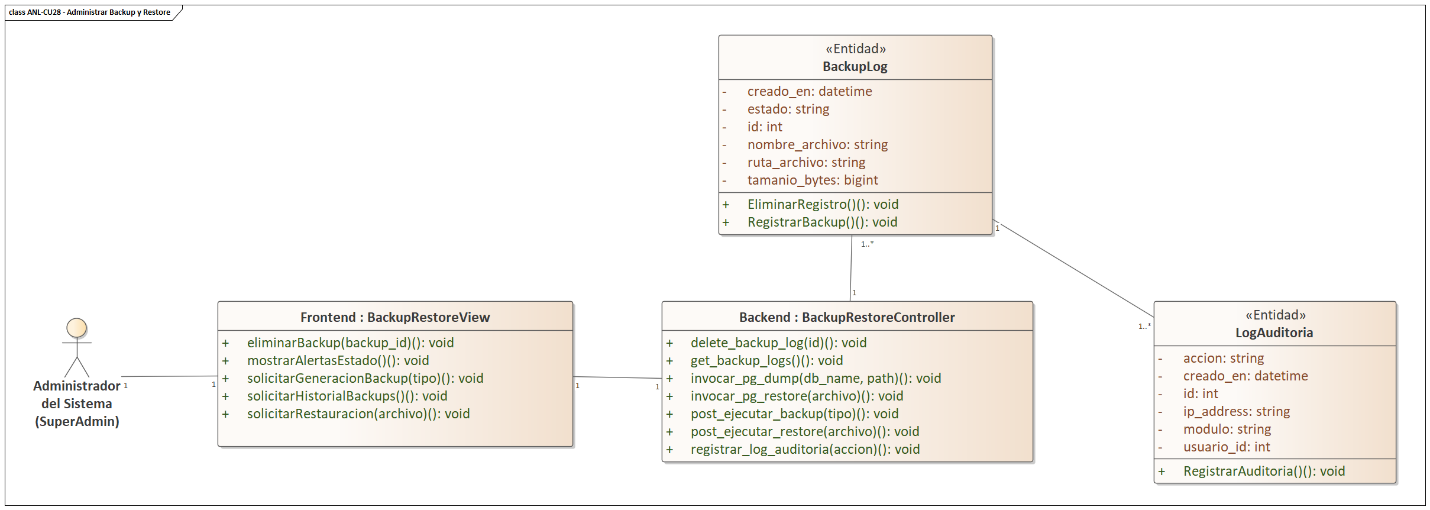 class ANL-CU28 - Administrar Backup y Restore
«Entidad»
BackupLog
- creado_en: datetime
- estado: string
- id: int
- nombre_archivo: string
- ruta_archivo: string
- tamanio_bytes: bigint
+ EliminarRegistro()(): void
+ RegistrarBackup()(): void
1
1..*
1
1..*
Administrador
del Sistema
(SuperAdmin)
1
1
Frontend : BackupRestoreView
+ eliminarBackup(backup_id)(): void
+ mostrarAlertasEstado()(): void
+ solicitarGeneracionBackup(tipo)(): void
+ solicitarHistorialBackups()(): void
+ solicitarRestauracion(archivo)(): void
1
1
Backend : BackupRestoreController
+ delete_backup_log(id)(): void
+ get_backup_logs()(): void
+ invocar_pg_dump(db_name, path)(): void
+ invocar_pg_restore(archivo)(): void
+ post_ejecutar_backup(tipo)(): void
+ post_ejecutar_restore(archivo)(): void
+ registrar_log_auditoria(accion)(): void
«Entidad»
LogAuditoria
- accion: string
- creado_en: datetime
- id: int
- ip_address: string
- modulo: string
- usuario_id: int
+ RegistrarAuditoria()(): void